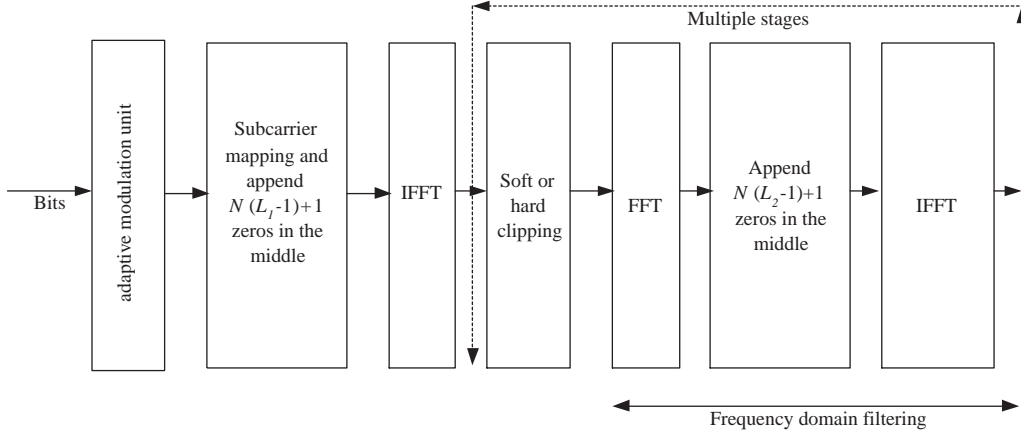 Multiple stages
Bits
adaptive modulation unit
Subcarrier
mapping and
append
N (L₁-1)+1
zeros in the
middle
IFFT
Soft or
hard
clipping
FFT
Append
N (L₂-1)+1
zeros in the
middle
IFFT
Frequency domain filtering